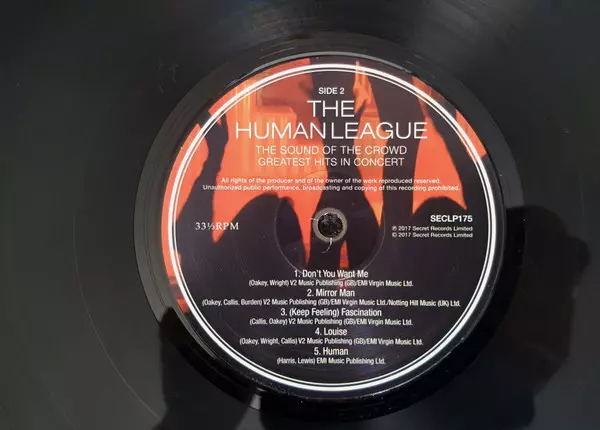 SIDE 2
THE
HUMAN LEAGUE
THE SOUND OF THE CROWD
GREATEST HITS IN CONCERT
All rights of the producer and of the owner of the work reproduced reserved.
Unauthorized public performance, broadcasting and copying of this recording prohibited.
SECLP175
33⅓RPM
℗ 2017 Secret Records Limited
© 2017 Secret Records Limited
1. Don't You Want Me
(Oakey, Wright) V2 Music Publishing (GB)/EMI Virgin Music Ltd.
2. Mirror Man
(Oakey, Callis, Burden) V2 Music Publishing (GB)/EMI Virgin Music Ltd./Notting Hill Music (UK) Ltd.
3. (Keep Feeling) Fascination
(Callis, Oakey) V2 Music Publishing (GB)/EMI Virgin Music Ltd.
4. Louise
(Oakey, Wright, Callis) V2 Music Publishing (GB)/EMI Virgin Music Ltd.
5. Human
(Harris, Lewis) EMI Music Publishing Ltd.